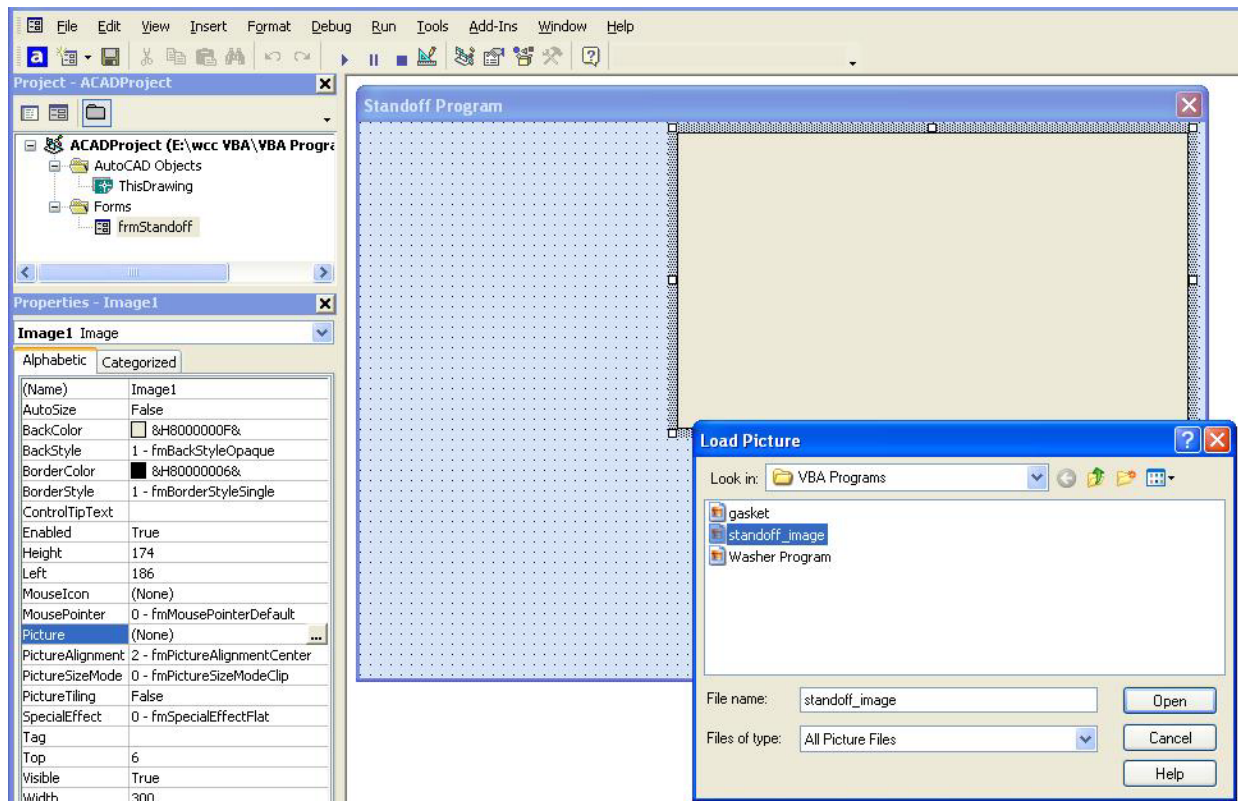 File Edit View Insert Format Debug Run Tools Add-Ins Window Help
Project - ACADProject
ACADProject (E:\wcc VBA\VBA Progra
AutoCAD Objects
ThisDrawing
Forms
frmStandoff
Properties - Image1
Image1 Image
Alphabetic Categorized
(Name) Image1
AutoSize False
BackColor &H8000000F&
BackStyle 1 - fmBackStyleOpaque
BorderColor &H80000006&
BorderStyle 1 - fmBorderStyleSingle
ControlTipText
Enabled True
Height 174
Left 186
MouseIcon (None)
MousePointer 0 - fmMousePointerDefault
Picture (None) ...
PictureAlignment 2 - fmPictureAlignmentCenter
PictureSizeMode 0 - fmPictureSizeModeClip
PictureTiling False
SpecialEffect 0 - fmSpecialEffectFlat
Tag
Top 6
Visible True
Width 300
Standoff Program
Load Picture
Look in: VBA Programs
gasket
standoff_image
Washer Program
File name: standoff_image Open
Files of type: All Picture Files Cancel
Help